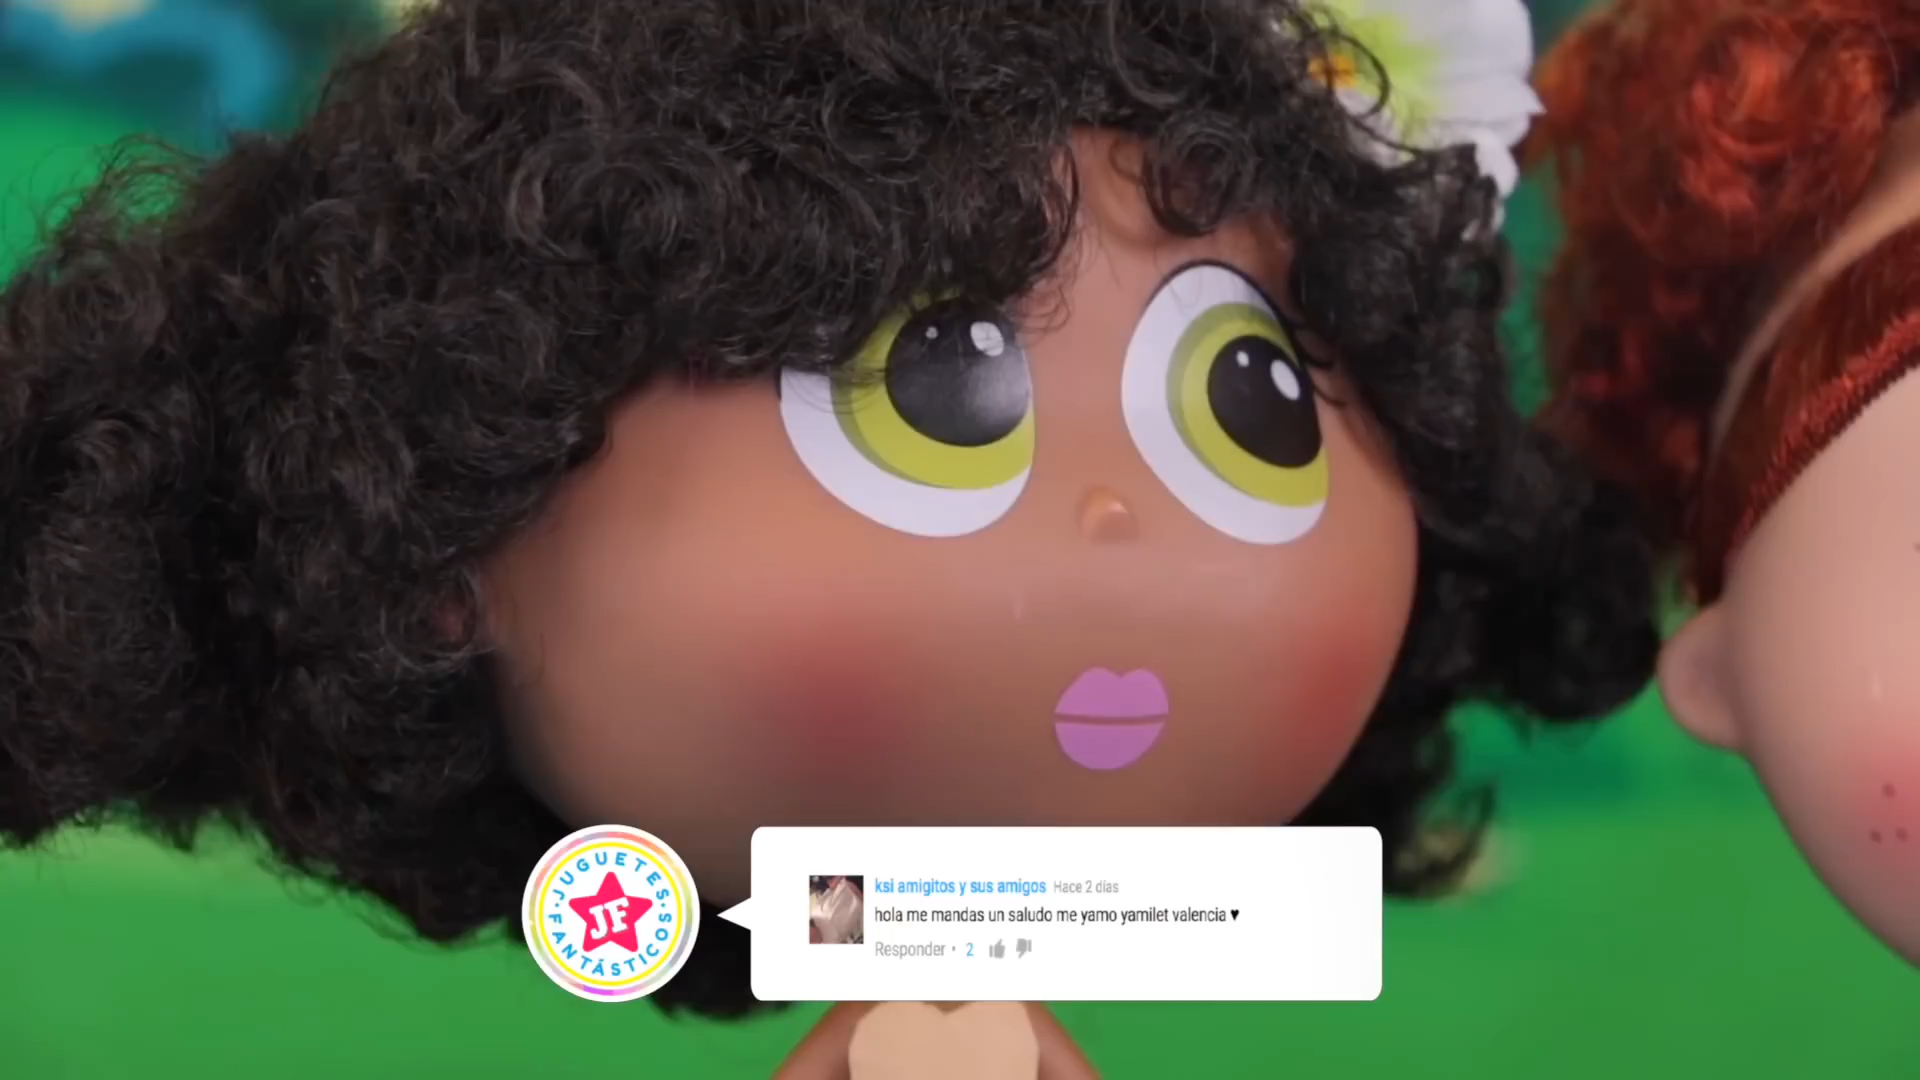 JUGUETES
JF
FANTÁSTICOS
ksi amigitos y sus amigos Hace 2 días
hola me mandas un saludo me yamo yamilet valencia ♥
Responder • 2